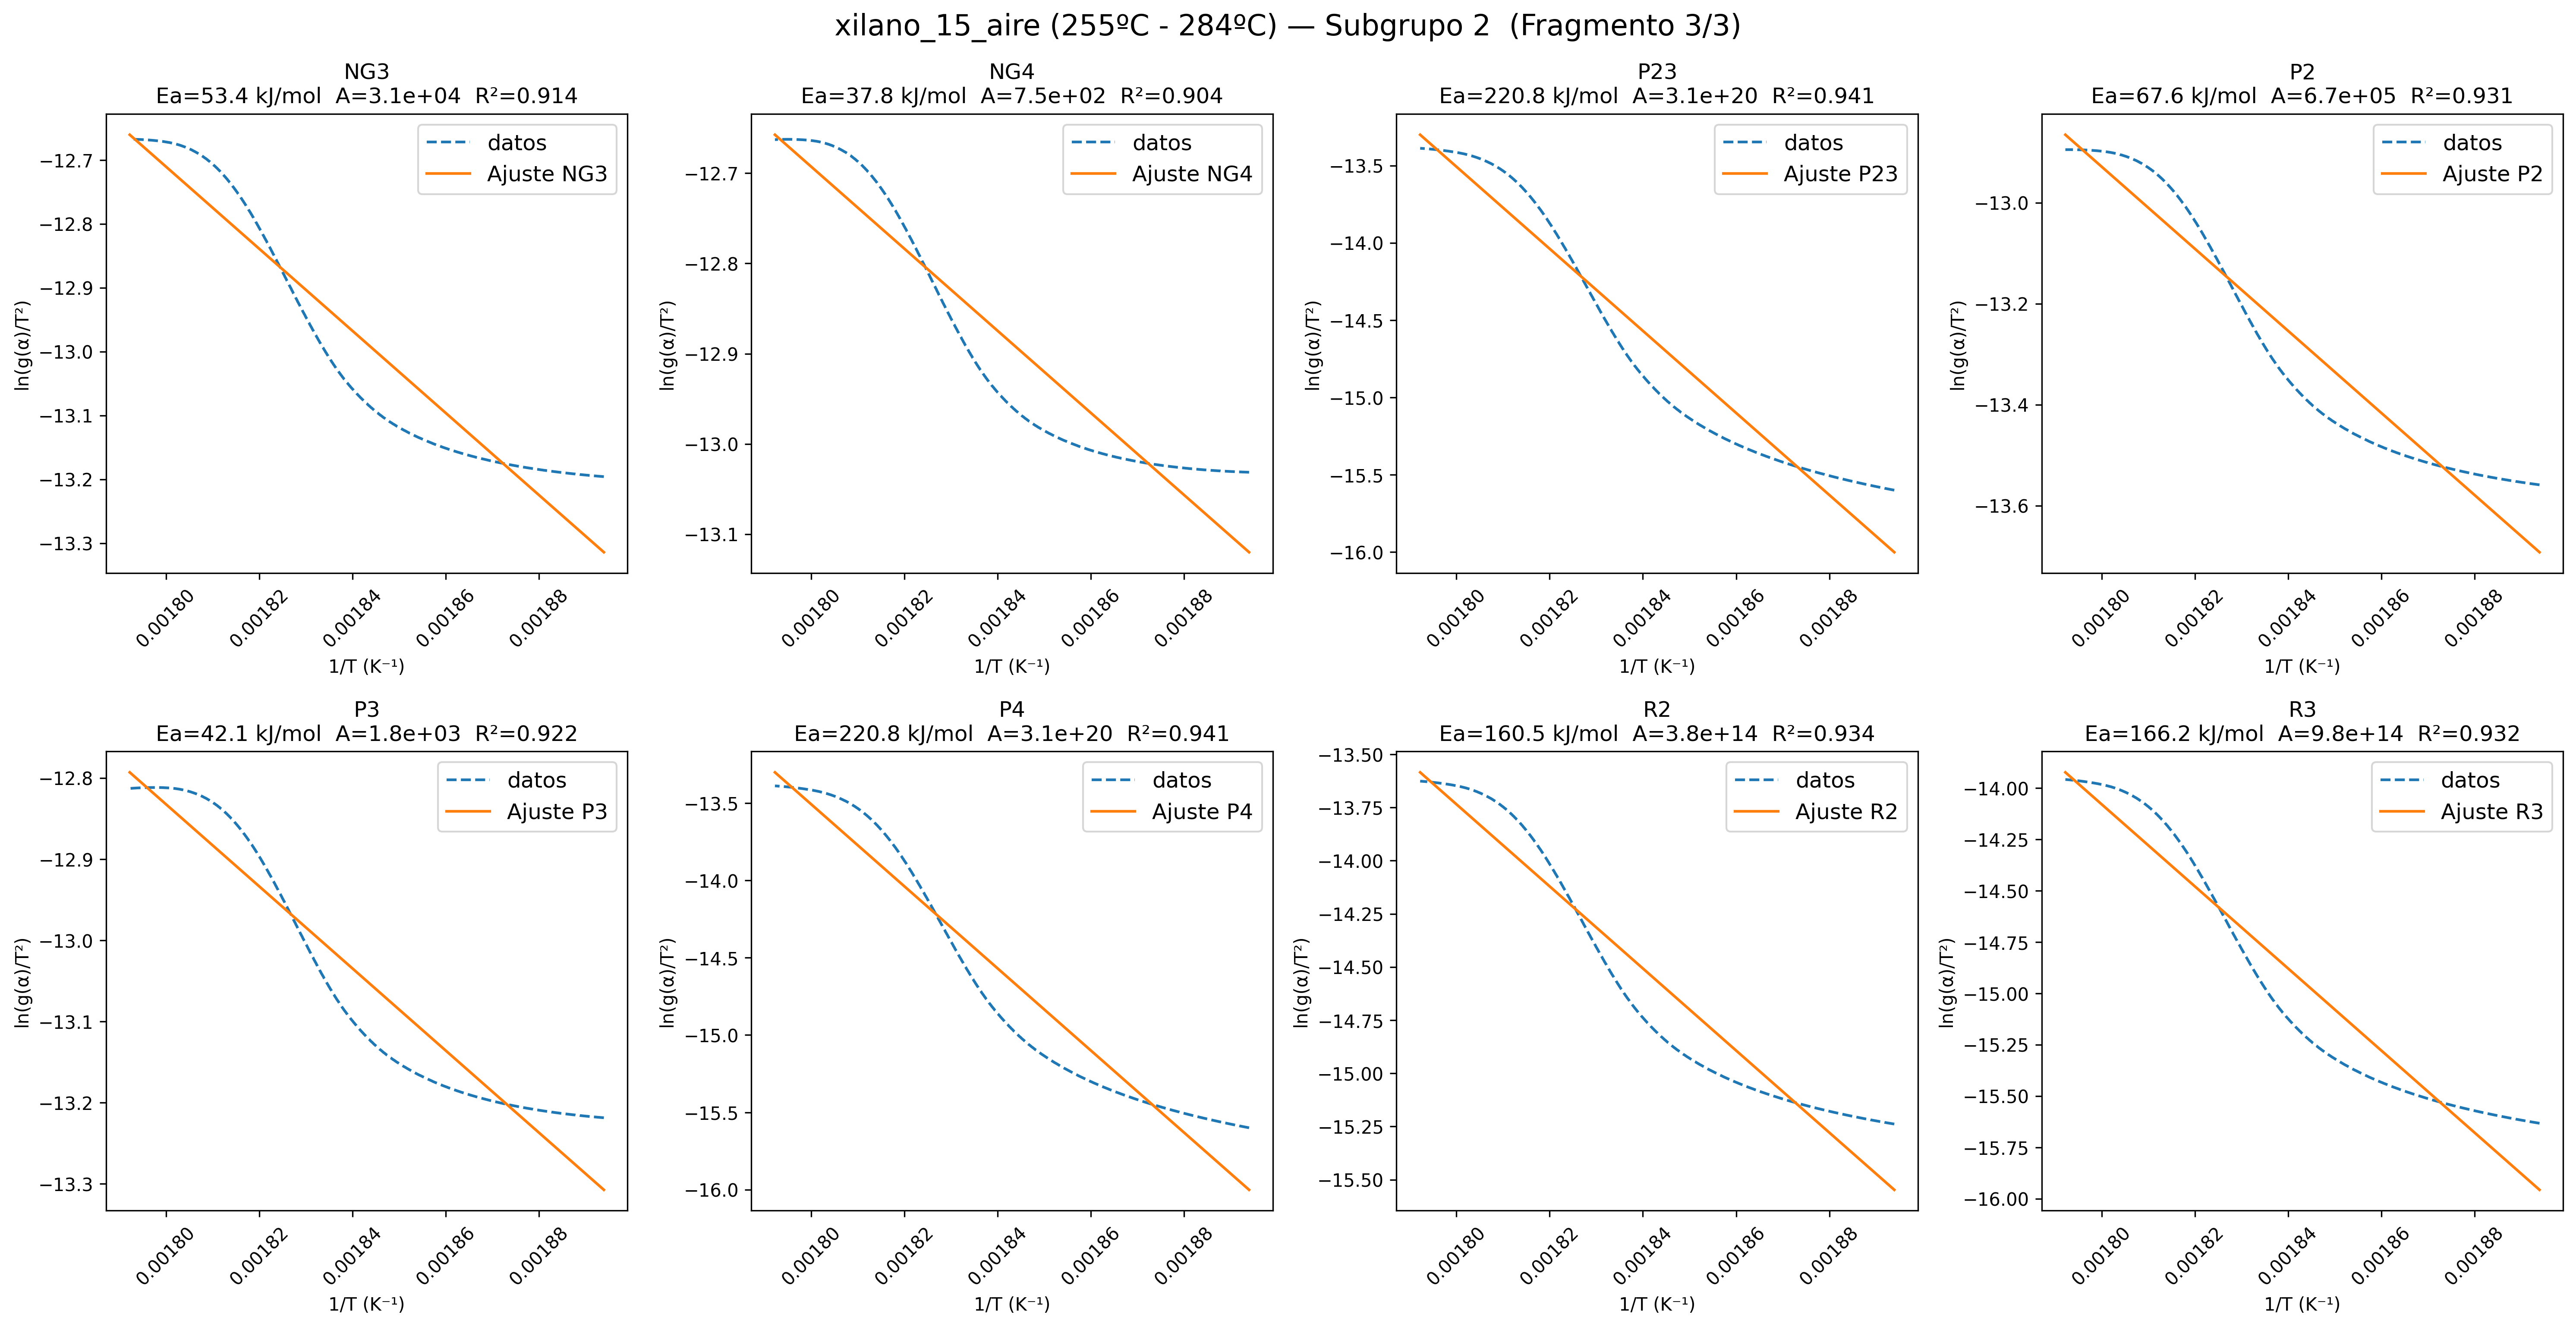 xilano_15_aire (255ºC - 284ºC) — Subgrupo 2  (Fragmento 3/3)
NG3
Ea=53.4 kJ/mol  A=3.1e+04  R²=0.914
datos
Ajuste NG3
ln(g(α)/T²)
−12.7
−12.8
−12.9
−13.0
−13.1
−13.2
−13.3
0.00180
0.00182
0.00184
0.00186
0.00188
1/T (K⁻¹)
NG4
Ea=37.8 kJ/mol  A=7.5e+02  R²=0.904
datos
Ajuste NG4
ln(g(α)/T²)
−12.7
−12.8
−12.9
−13.0
−13.1
0.00180
0.00182
0.00184
0.00186
0.00188
1/T (K⁻¹)
P23
Ea=220.8 kJ/mol  A=3.1e+20  R²=0.941
datos
Ajuste P23
ln(g(α)/T²)
−13.5
−14.0
−14.5
−15.0
−15.5
−16.0
0.00180
0.00182
0.00184
0.00186
0.00188
1/T (K⁻¹)
P2
Ea=67.6 kJ/mol  A=6.7e+05  R²=0.931
datos
Ajuste P2
ln(g(α)/T²)
−13.0
−13.2
−13.4
−13.6
0.00180
0.00182
0.00184
0.00186
0.00188
1/T (K⁻¹)
P3
Ea=42.1 kJ/mol  A=1.8e+03  R²=0.922
datos
Ajuste P3
ln(g(α)/T²)
−12.8
−12.9
−13.0
−13.1
−13.2
−13.3
0.00180
0.00182
0.00184
0.00186
0.00188
1/T (K⁻¹)
P4
Ea=220.8 kJ/mol  A=3.1e+20  R²=0.941
datos
Ajuste P4
ln(g(α)/T²)
−13.5
−14.0
−14.5
−15.0
−15.5
−16.0
0.00180
0.00182
0.00184
0.00186
0.00188
1/T (K⁻¹)
R2
Ea=160.5 kJ/mol  A=3.8e+14  R²=0.934
datos
Ajuste R2
ln(g(α)/T²)
−13.50
−13.75
−14.00
−14.25
−14.50
−14.75
−15.00
−15.25
−15.50
0.00180
0.00182
0.00184
0.00186
0.00188
1/T (K⁻¹)
R3
Ea=166.2 kJ/mol  A=9.8e+14  R²=0.932
datos
Ajuste R3
ln(g(α)/T²)
−14.00
−14.25
−14.50
−14.75
−15.00
−15.25
−15.50
−15.75
−16.00
0.00180
0.00182
0.00184
0.00186
0.00188
1/T (K⁻¹)